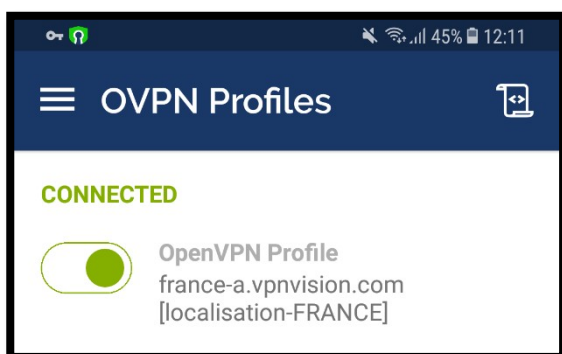 45% 12:11
OVPN Profiles
CONNECTED
OpenVPN Profile
france-a.vpnvision.com
[localisation-FRANCE]